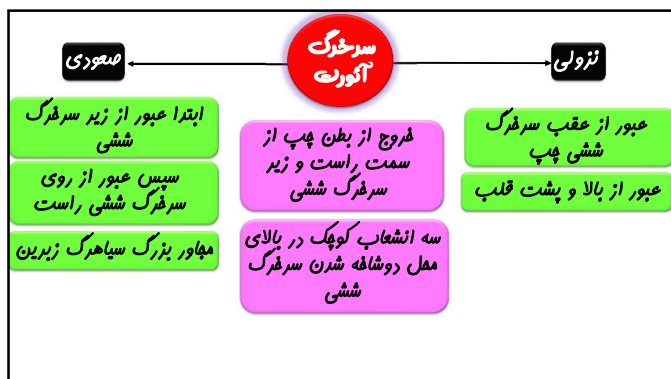 سرخرگ
آئورت
نزولی
عبور از عقب سرخرگ
ششی چپ
عبور از بالا و پشت قلب
خروج از بطن چپ از
سمت راست و زیر
سرخرگ ششی
سه انشعاب کوچک در بالای
محل دوشاخه شدن سرخرگ
ششی
صعودی
ابتدا عبور از زیر سرخرگ
ششی
سپس عبور از روی
سرخرگ ششی راست
مجاور بزرگ سیاهرگ زبرین